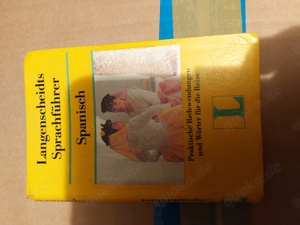 Langenscheidts
Sprachführer
Spanisch
Praktische Redewendungen
und Wörter für die Reise
L